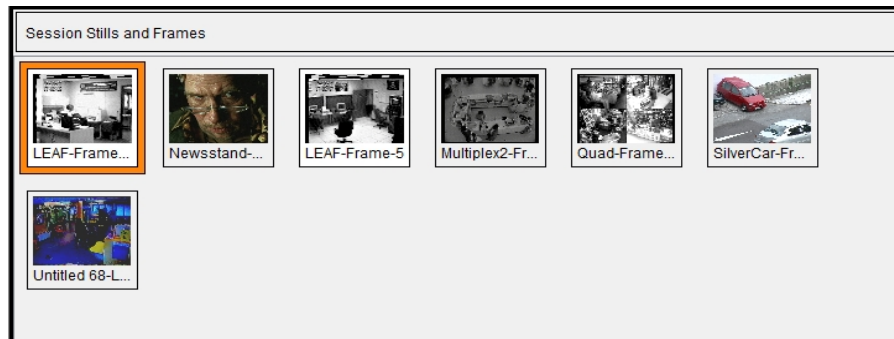 Session Stills and Frames
LEAF-Frame...
Newsstand-...
LEAF-Frame-5
Multiplex2-Fr...
Quad-Frame...
SilverCar-Fr...
Untitled 68-L...